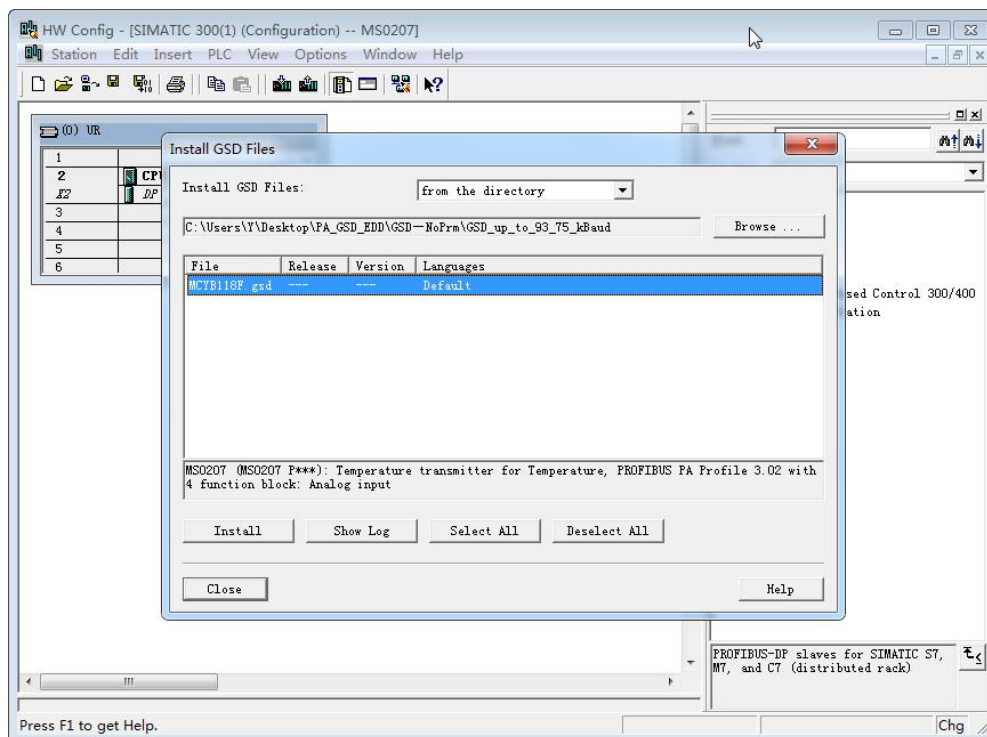 HW Config - [SIMATIC 300(1) (Configuration) -- MS0207]
Station Edit Insert PLC View Options Window Help
(0) UR
1
2 CPU
X2 DP
3
4
5
6
Install GSD Files
Install GSD Files: from the directory
C:\Users\Y\Desktop\PA_GSD_EDD\GSD－NoPrm\GSD_up_to_93_75_kBaud Browse ...
File Release Version Languages
MCYB118F.gsd --- --- Default
MS0207 (MS0207 P***): Temperature transmitter for Temperature, PROFIBUS PA Profile 3.02 with
4 function block: Analog input
Install Show Log Select All Deselect All
Close Help
sed Control 300/400
ation
PROFIBUS-DP slaves for SIMATIC S7,
M7, and C7 (distributed rack)
Press F1 to get Help. Chg